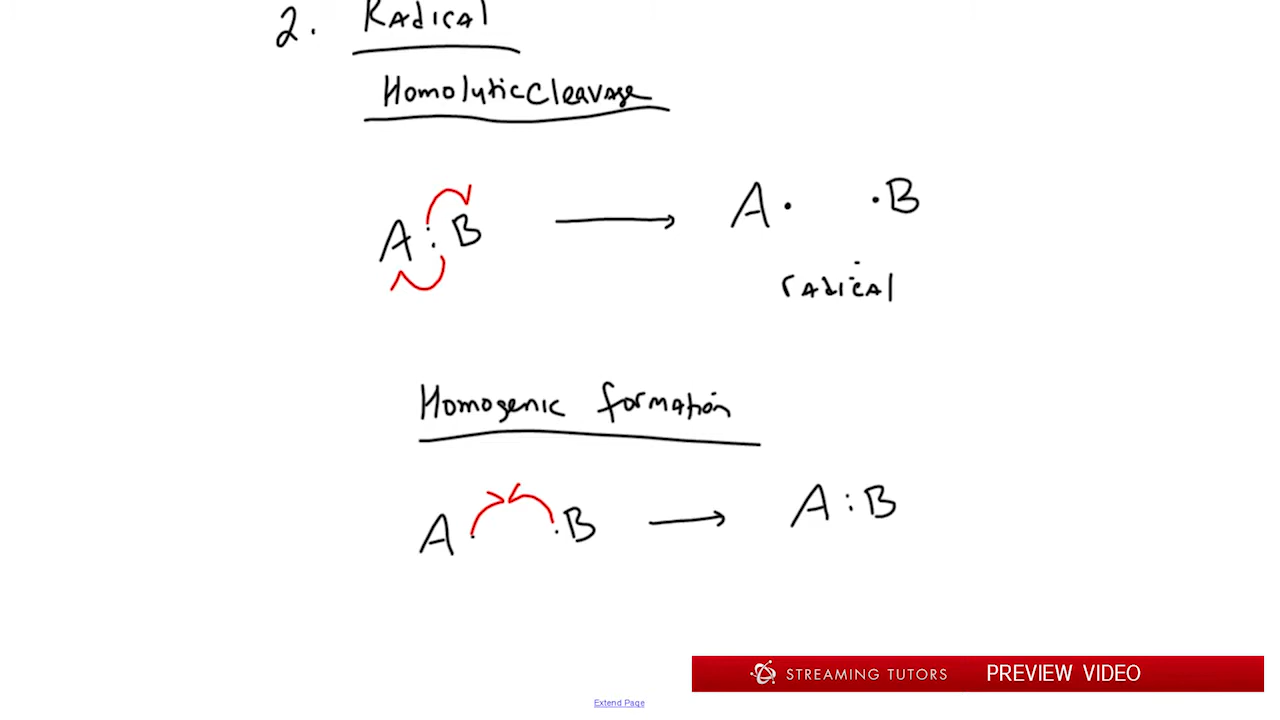 2. Radical
Homolytic Cleavage
A : B → A· ·B
radical
Homogenic formation
A· ·B → A : B
STREAMING TUTORS PREVIEW VIDEO
Extend Page